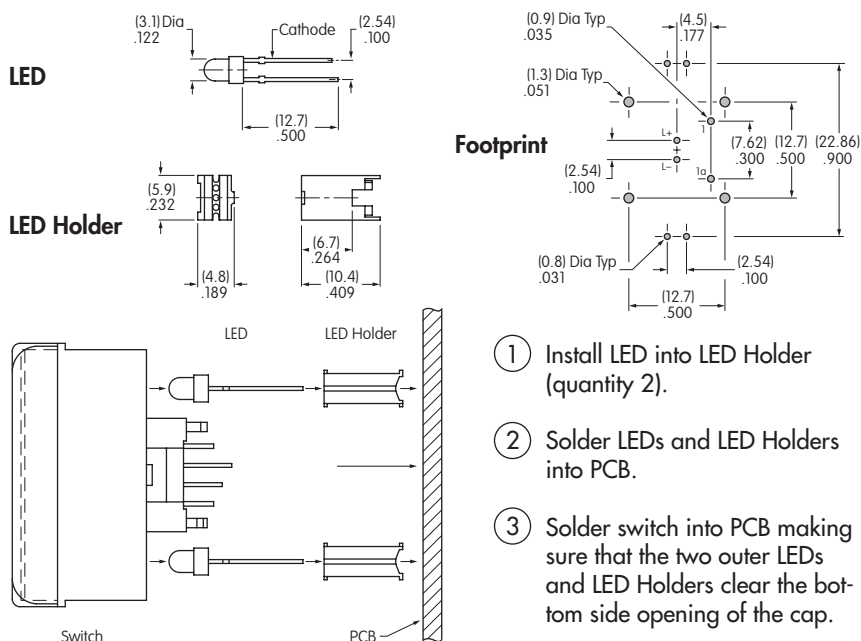 LED
(3.1) Dia
.122
Cathode
(2.54)
.100
(12.7)
.500
LED Holder
(5.9)
.232
(4.8)
.189
(6.7)
.264
(10.4)
.409
Footprint
(0.9) Dia Typ
.035
(4.5)
.177
(1.3) Dia Typ
.051
L+
L–
1
1a
(2.54)
.100
(7.62)
.300
(12.7)
.500
(22.86)
.900
(0.8) Dia Typ
.031
(2.54)
.100
(12.7)
.500
LED
LED Holder
Switch
PCB
1 Install LED into LED Holder
(quantity 2).
2 Solder LEDs and LED Holders
into PCB.
3 Solder switch into PCB making
sure that the two outer LEDs
and LED Holders clear the bot-
tom side opening of the cap.